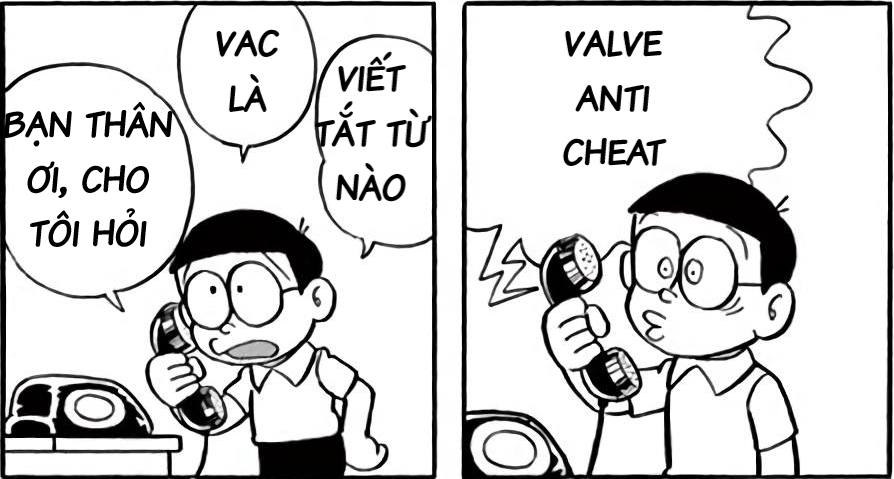 BẠN THÂN
ƠI, CHO
TÔI HỎI
VAC
LÀ
VIẾT
TẮT TỪ
NÀO
VALVE
ANTI
CHEAT